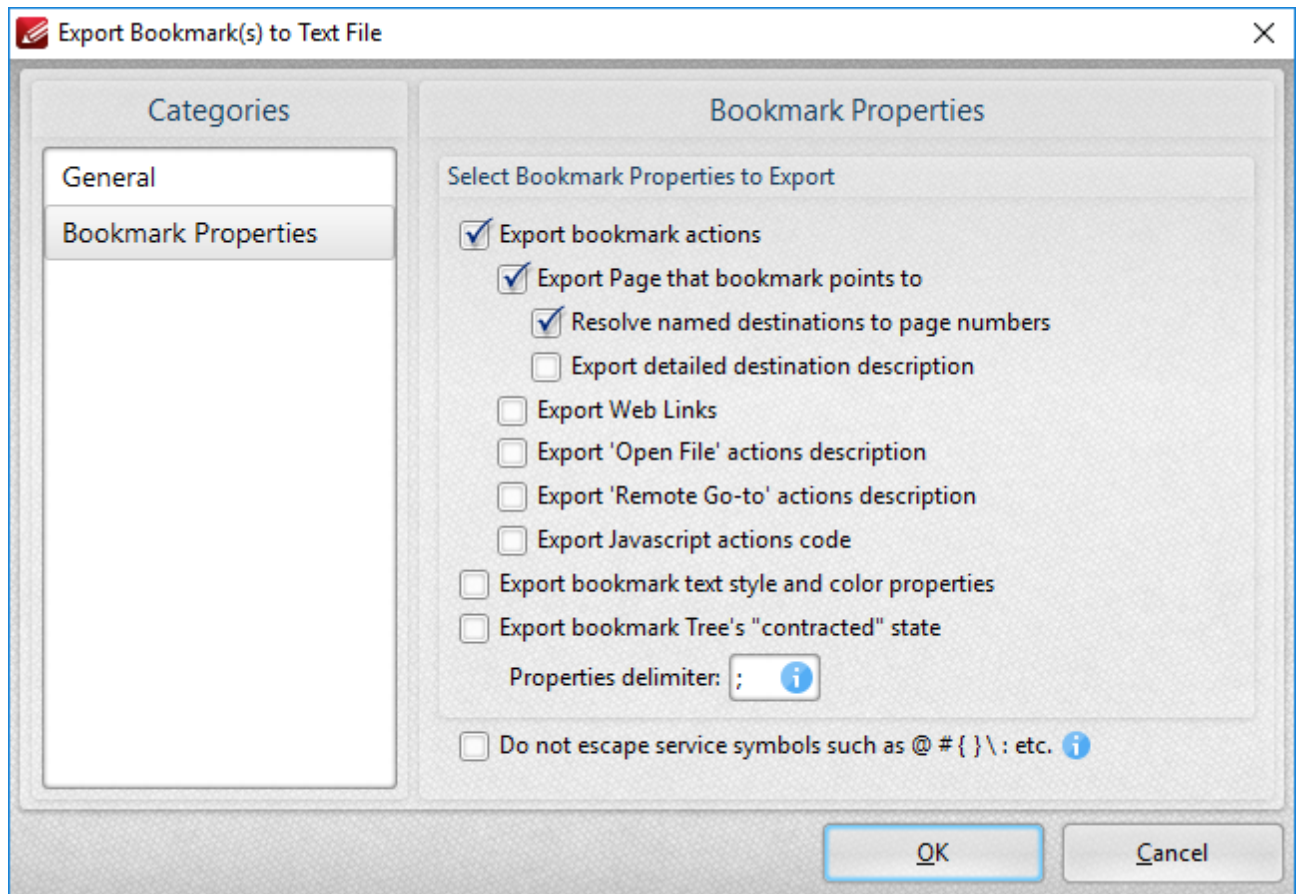 Export Bookmark(s) to Text File
Categories
General
Bookmark Properties
Bookmark Properties
Select Bookmark Properties to Export
Export bookmark actions
Export Page that bookmark points to
Resolve named destinations to page numbers
Export detailed destination description
Export Web Links
Export 'Open File' actions description
Export 'Remote Go-to' actions description
Export Javascript actions code
Export bookmark text style and color properties
Export bookmark Tree's "contracted" state
Properties delimiter: ;
Do not escape service symbols such as @ # { } \ : etc.
OK Cancel